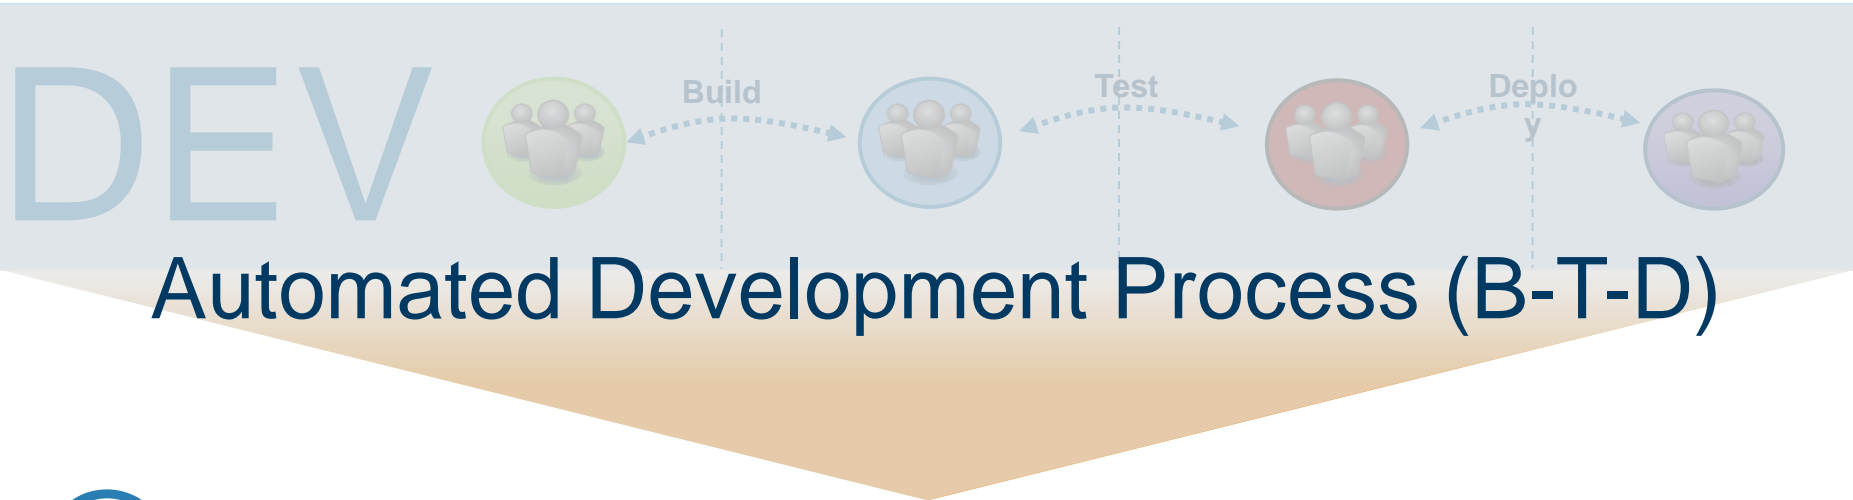 DEV
Build
Test
Deplo
y
Automated Development Process (B-T-D)